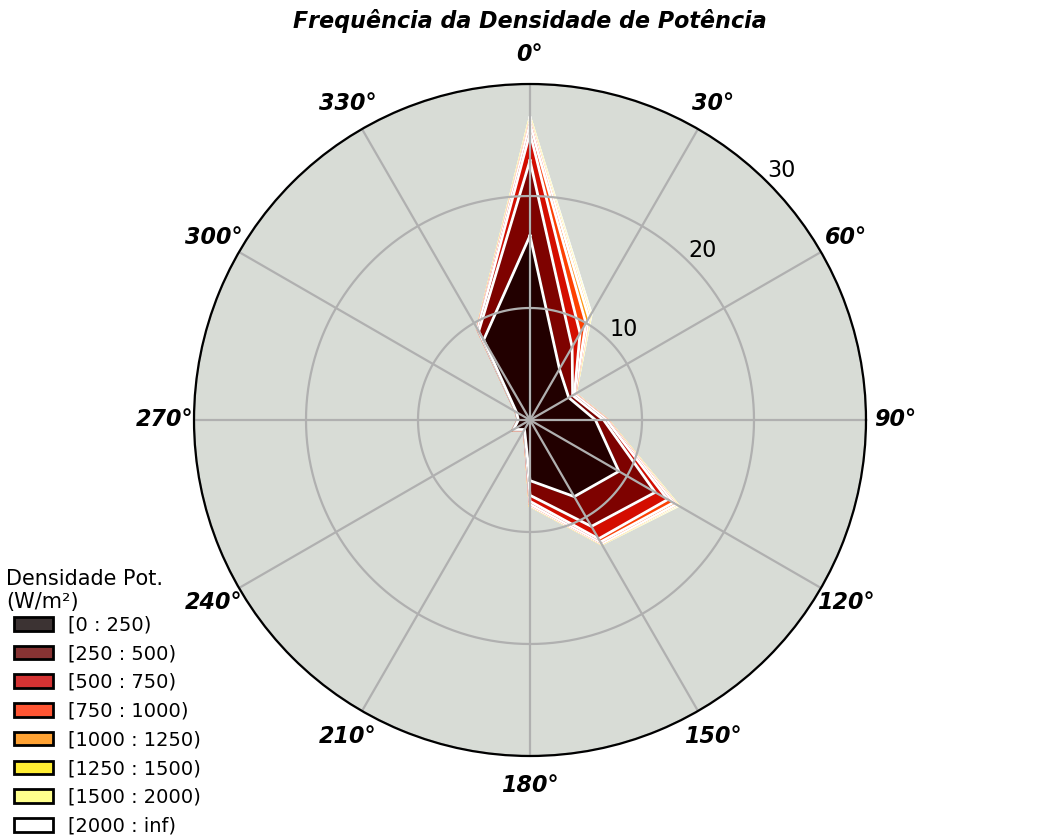 Frequência da Densidade de Potência
0°
330°
30°
30
300°
60°
20
10
270°
90°
Densidade Pot.
(W/m²)
240°
120°
[0 : 250)
[250 : 500)
[500 : 750)
[750 : 1000)
210°
150°
[1000 : 1250)
[1250 : 1500)
180°
[1500 : 2000)
[2000 : inf)